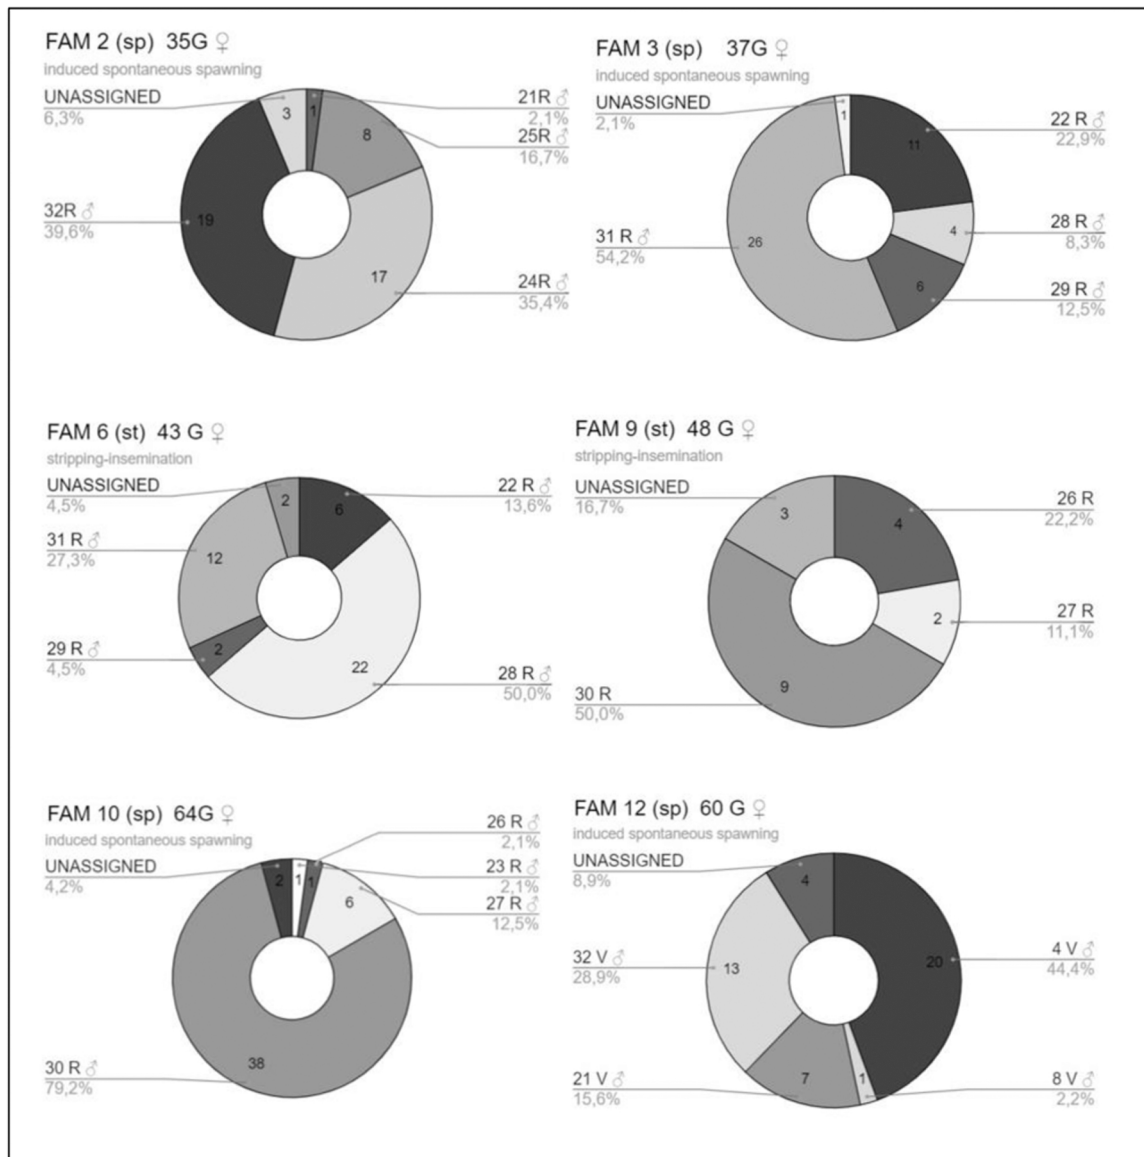 FAM 2 (sp) 35G ♀
induced spontaneous spawning
UNASSIGNED
6,3%
3
1
21R ♂
2,1%
8
25R ♂
16,7%
32R ♂
39,6%
19
17
24R ♂
35,4%
FAM 3 (sp) 37G ♀
induced spontaneous spawning
UNASSIGNED
2,1%
1
11
22 R ♂
22,9%
31 R ♂
54,2%
26
4
28 R ♂
8,3%
6
29 R ♂
12,5%
FAM 6 (st) 43 G ♀
stripping-insemination
UNASSIGNED
4,5%
2
6
22 R ♂
13,6%
31 R ♂
27,3%
12
29 R ♂
4,5%
2
22
28 R ♂
50,0%
FAM 9 (st) 48 G ♀
stripping-insemination
UNASSIGNED
16,7%
3
4
26 R
22,2%
2
27 R
11,1%
30 R
50,0%
9
FAM 10 (sp) 64G ♀
induced spontaneous spawning
UNASSIGNED
4,2%
2
1
1
26 R ♂
2,1%
23 R ♂
2,1%
6
27 R ♂
12,5%
30 R ♂
79,2%
38
FAM 12 (sp) 60 G ♀
induced spontaneous spawning
UNASSIGNED
8,9%
4
32 V ♂
28,9%
13
20
4 V ♂
44,4%
21 V ♂
15,6%
7
1
8 V ♂
2,2%